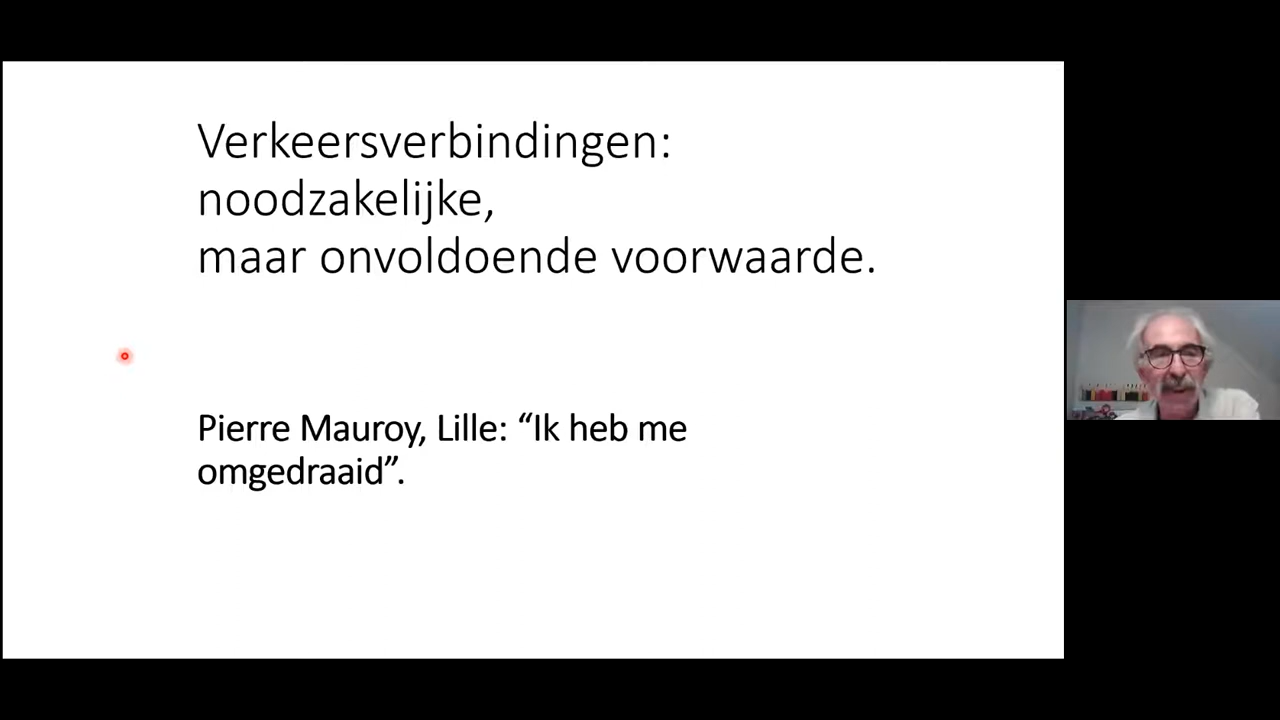 Verkeersverbindingen:
noodzakelijke,
maar onvoldoende voorwaarde.
Pierre Mauroy, Lille: “Ik heb me
omgedraaid”.